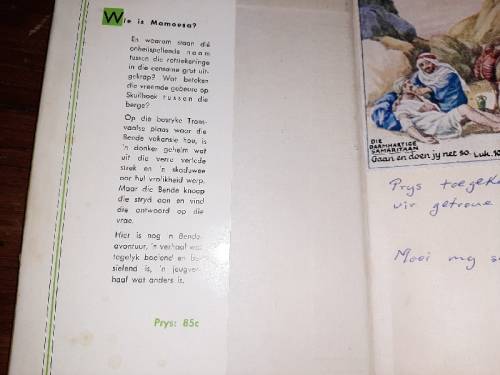 Wie is Mamoesa?
En waarom staan dié
onheilspellende naam
tussen die rotstekeninge
in die eensame grot uit-
gekrap? Wat beteken
die vreemde gebeure op
Skuilhoek tussen die
berge?
Op die bosryke Trans-
vaalse plaas waar die
Bende vakansie hou, is
'n donker geheim wat
uit die verre verlede
strek en 'n skaduwee
oor hul vrolikheid werp.
Maar die Bende knoop
die stryd aan en vind
die antwoord op die
vrae.
Hier is nog 'n Bende-
avontuur, 'n verhaal wat
tegelyk boeiend en be-
sielend is, 'n jeugver-
haal wat anders is.
Prys: 85c
DIE
BARMHARTIGE
SAMARITAAN
Gaan en doen jy net so. Luk. 10
Prys
vir getroue
Mooi my